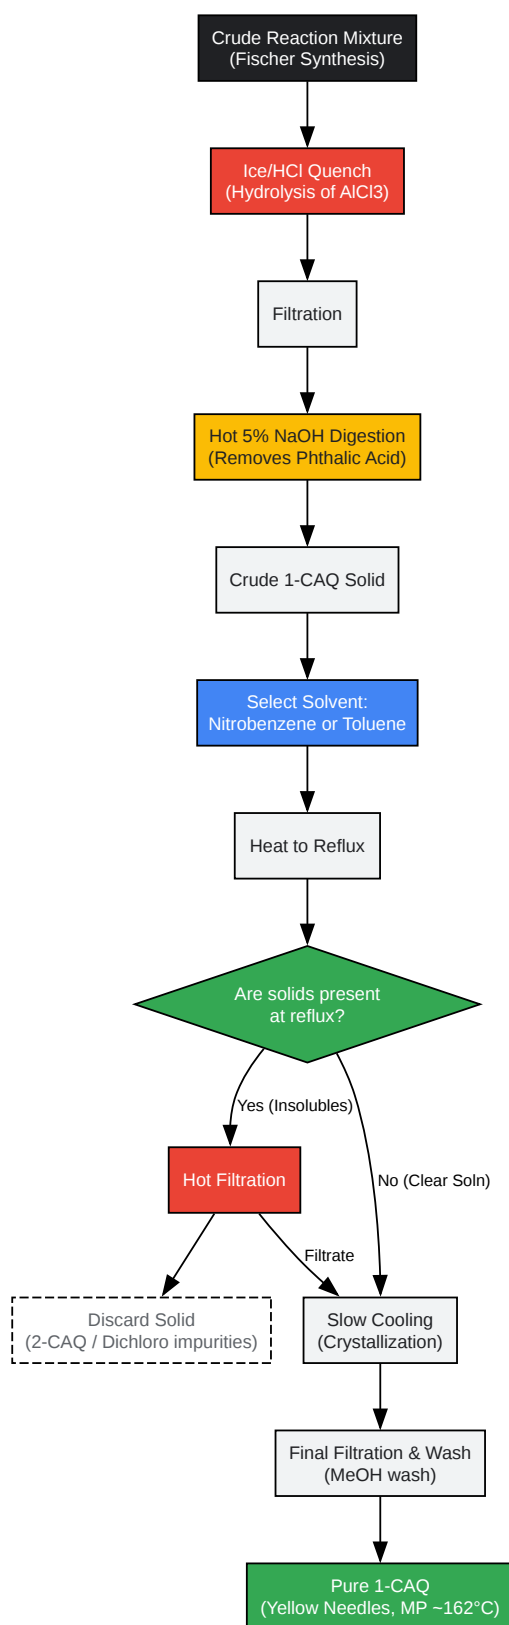 Crude Reaction Mixture
(Fischer Synthesis)
Ice/HCl Quench
(Hydrolysis of AlCl3)
Filtration
Hot 5% NaOH Digestion
(Removes Phthalic Acid)
Crude 1-CAQ Solid
Select Solvent:
Nitrobenzene or Toluene
Heat to Reflux
Are solids present
at reflux?
Yes (Insolubles)
No (Clear Soln)
Hot Filtration
Filtrate
Discard Solid
(2-CAQ / Dichloro impurities)
Slow Cooling
(Crystallization)
Final Filtration & Wash
(MeOH wash)
Pure 1-CAQ
(Yellow Needles, MP ~162°C)